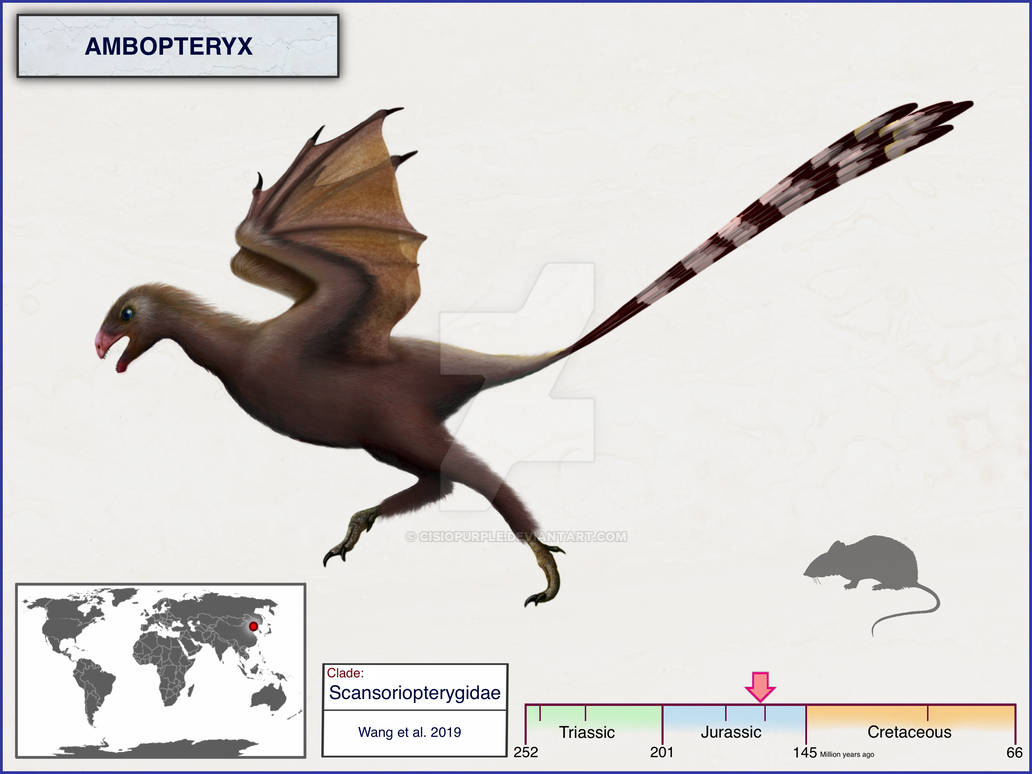 AMBOPTERYX
© CISIOPURPLE.DEVIANTART.COM
Clade:
Scansoriopterygidae
Wang et al. 2019
Triassic Jurassic Cretaceous
252 201 145 Million years ago 66